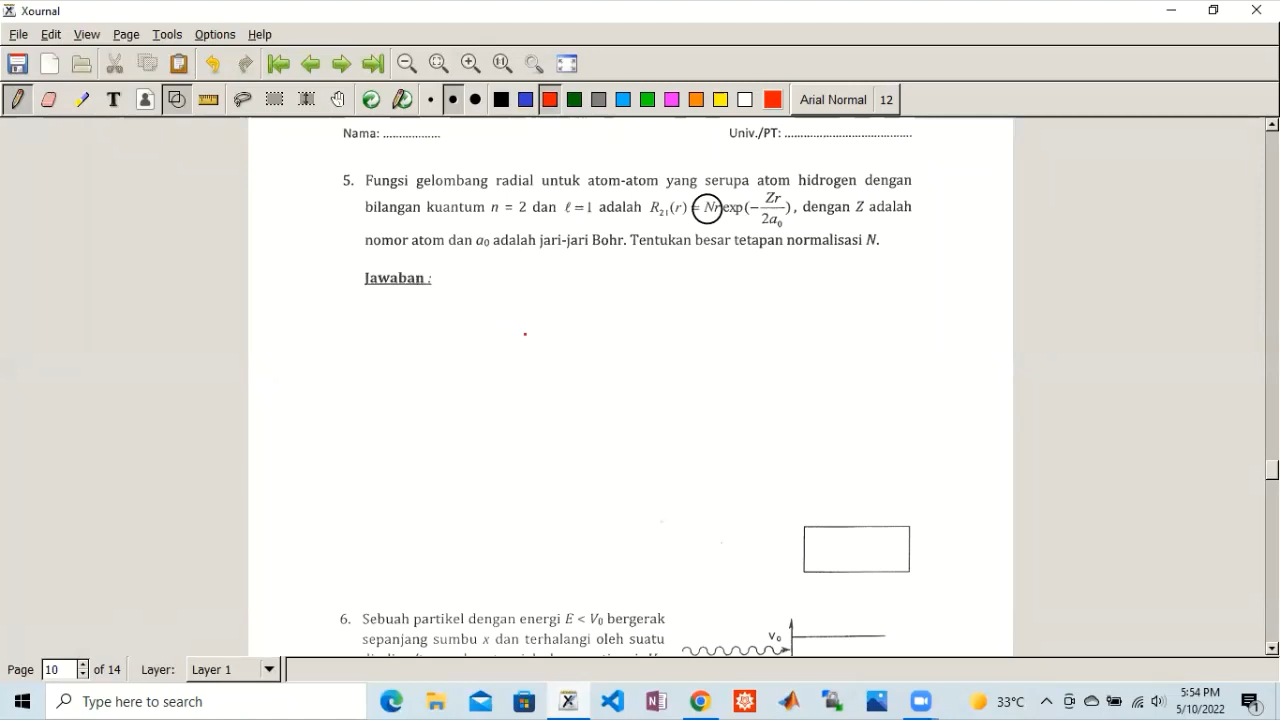 Xournal
File Edit View Page Tools Options Help
Arial Normal 12
Nama: ................. Univ./PT: .......................................
5. Fungsi gelombang radial untuk atom-atom yang serupa atom hidrogen dengan
bilangan kuantum n = 2 dan ℓ = 1 adalah R₂₁(r) = Nr exp(−Zr/2a₀), dengan Z adalah
nomor atom dan a₀ adalah jari-jari Bohr. Tentukan besar tetapan normalisasi N.
Jawaban :
6. Sebuah partikel dengan energi E < V₀ bergerak
V₀
sepanjang sumbu x dan terhalangi oleh suatu
Page 10 of 14 Layer: Layer 1
Type here to search
33°C
5:54 PM
5/10/2022